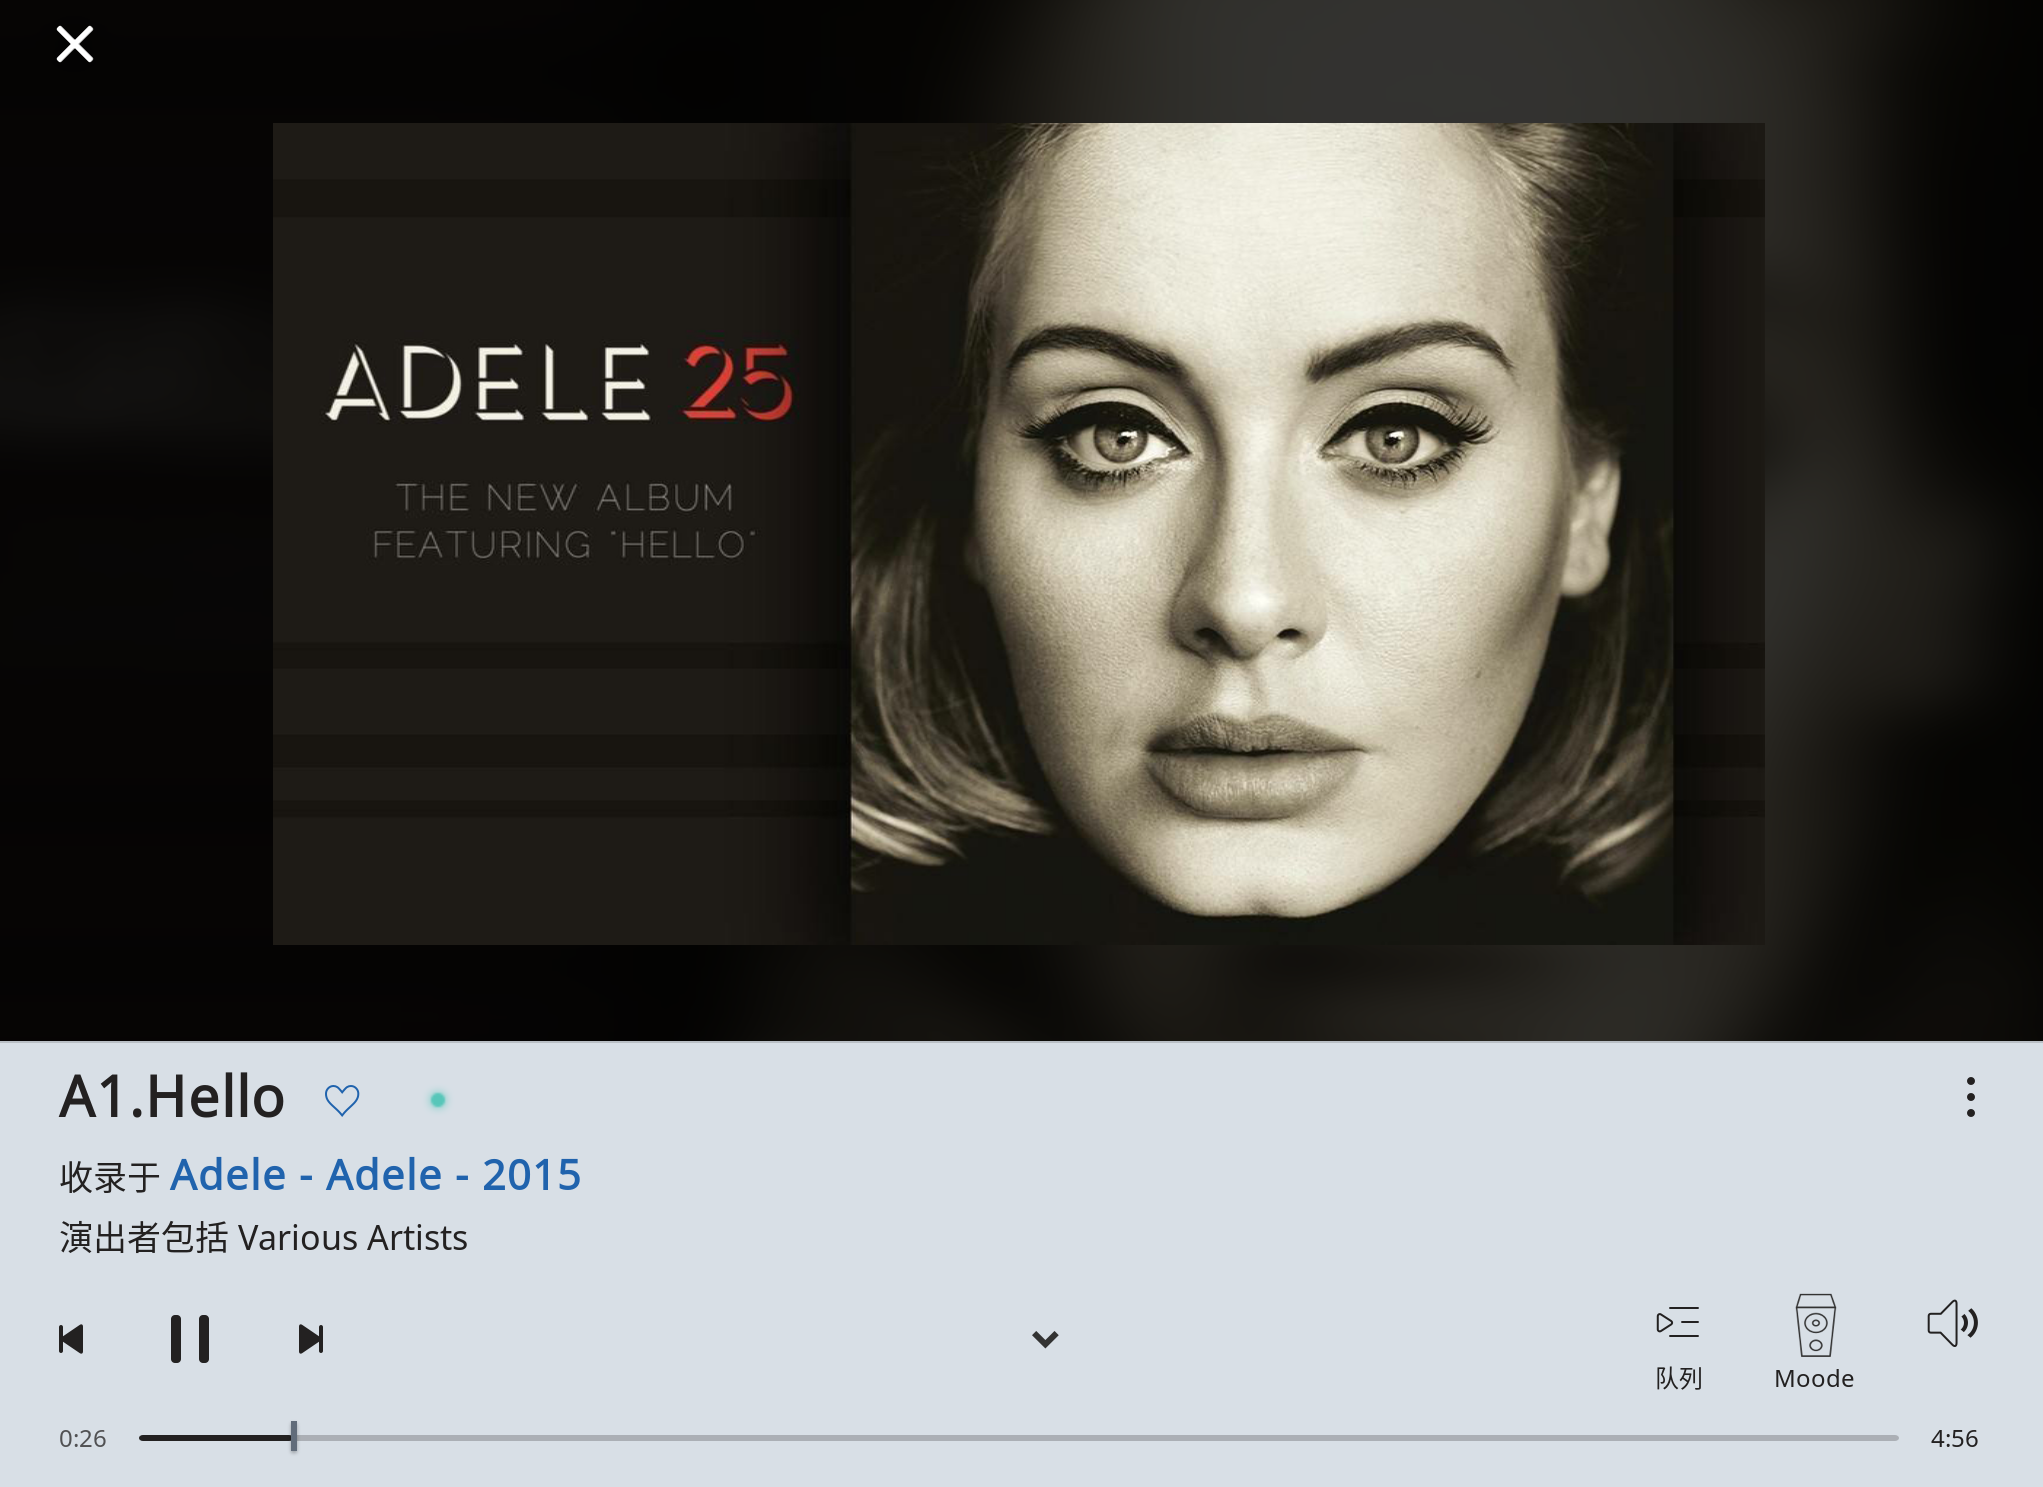 ADELE 25
THE NEW ALBUM
FEATURING "HELLO"
A1.Hello
收录于 Adele - Adele - 2015
演出者包括 Various Artists
队列
Moode
0:26
4:56